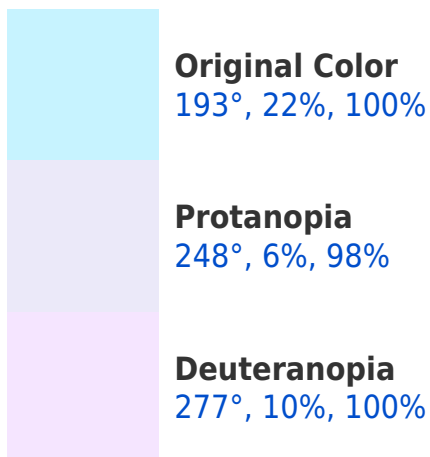 Original Color
193°, 22%, 100%
Protanopia
248°, 6%, 98%
Deuteranopia
277°, 10%, 100%